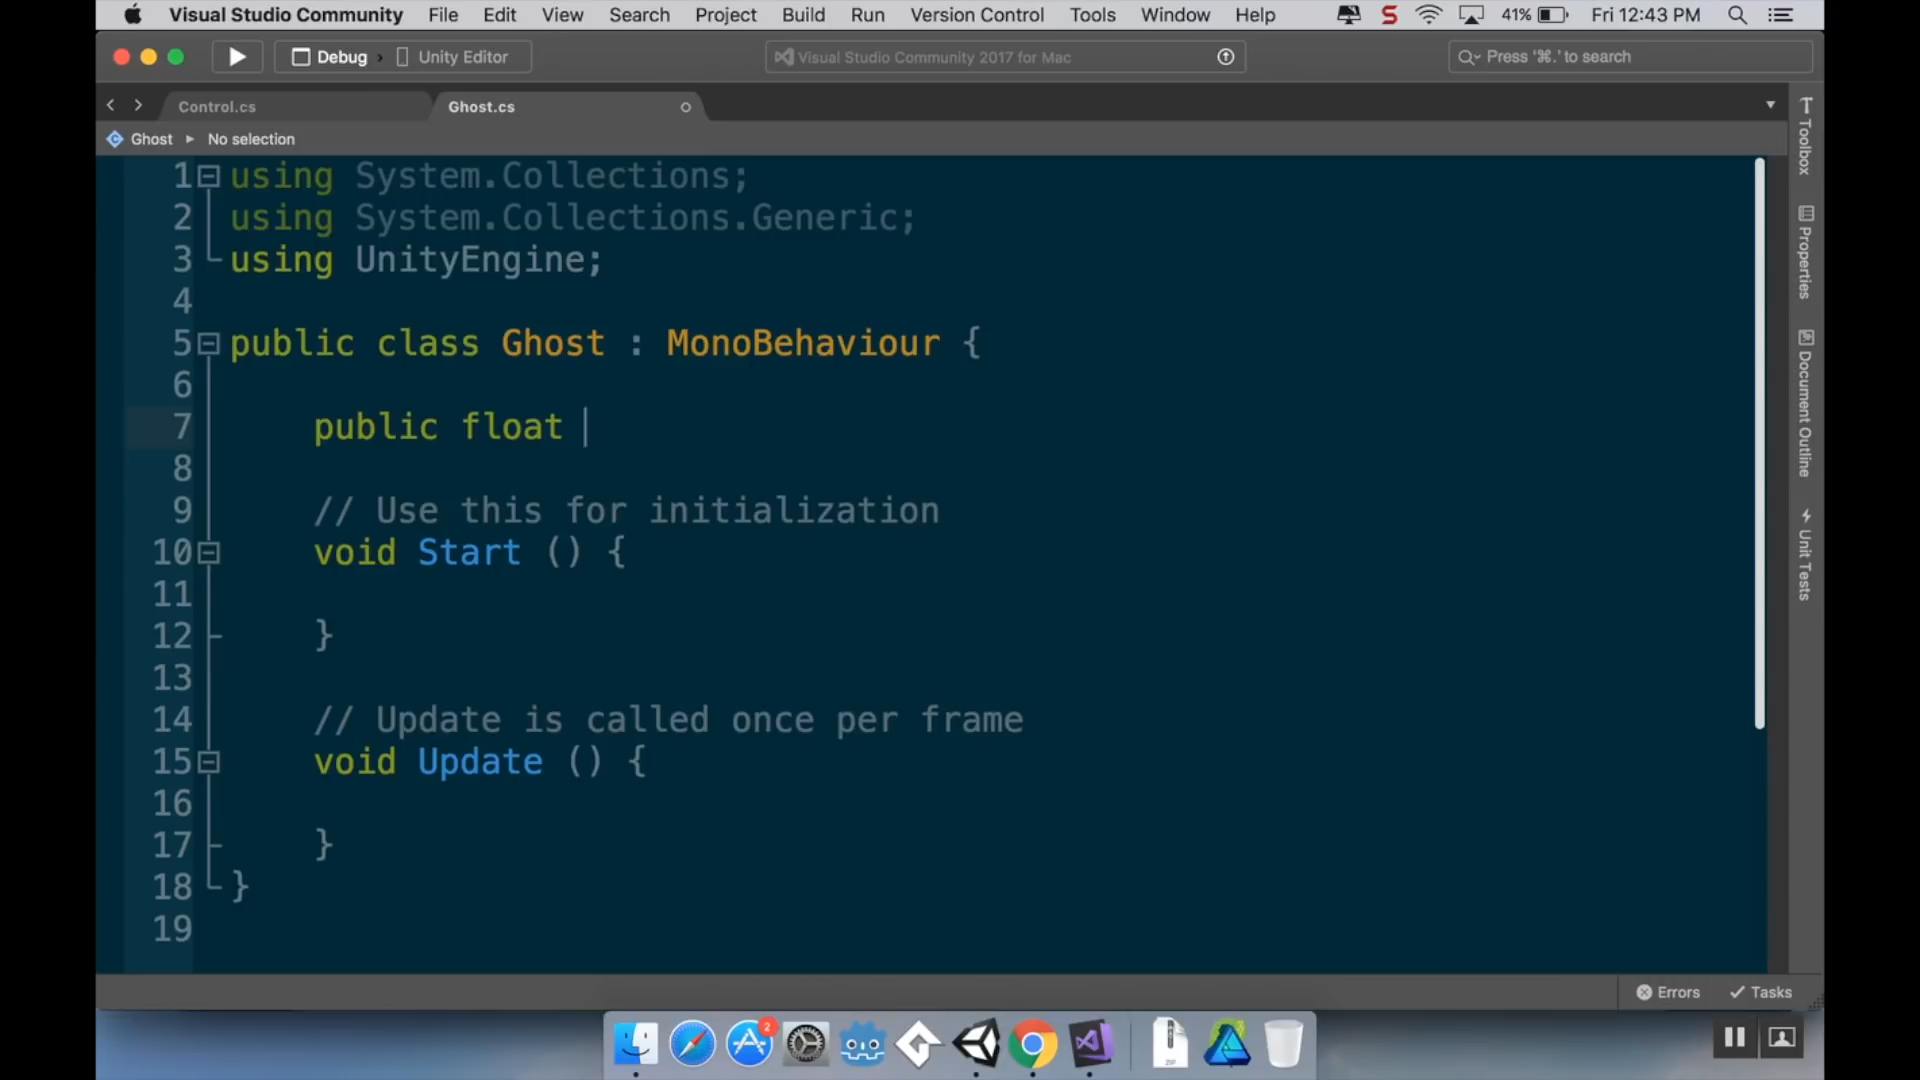 Visual Studio Community File Edit View Search Project Build Run Version Control Tools Window Help S 41% Fri 12:43 PM
Debug Unity Editor Visual Studio Community 2017 for Mac Press '⌘.' to search
Control.cs Ghost.cs
Ghost No selection
1 using System.Collections;
2 using System.Collections.Generic;
3 using UnityEngine;
4
5 public class Ghost : MonoBehaviour {
6
7 public float
8
9 // Use this for initialization
10 void Start () {
11
12 }
13
14 // Update is called once per frame
15 void Update () {
16
17 }
18 }
19
Toolbox
Properties
Document Outline
Unit Tests
Errors Tasks
2
ZIP